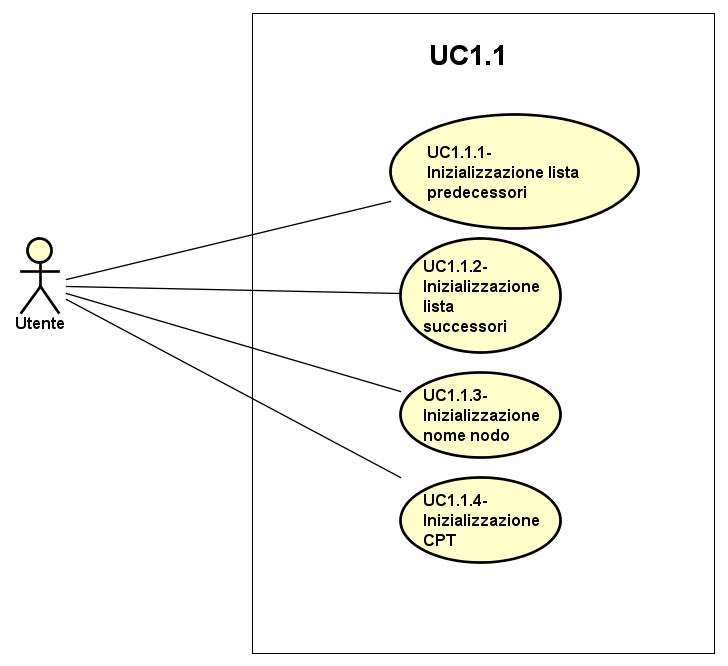 UC1.1
UC1.1.1-
Inizializzazione lista
predecessori
UC1.1.2-
Inizializzazione
lista
successori
Utente
UC1.1.3-
Inizializzazione
nome nodo
UC1.1.4-
Inizializzazione
CPT